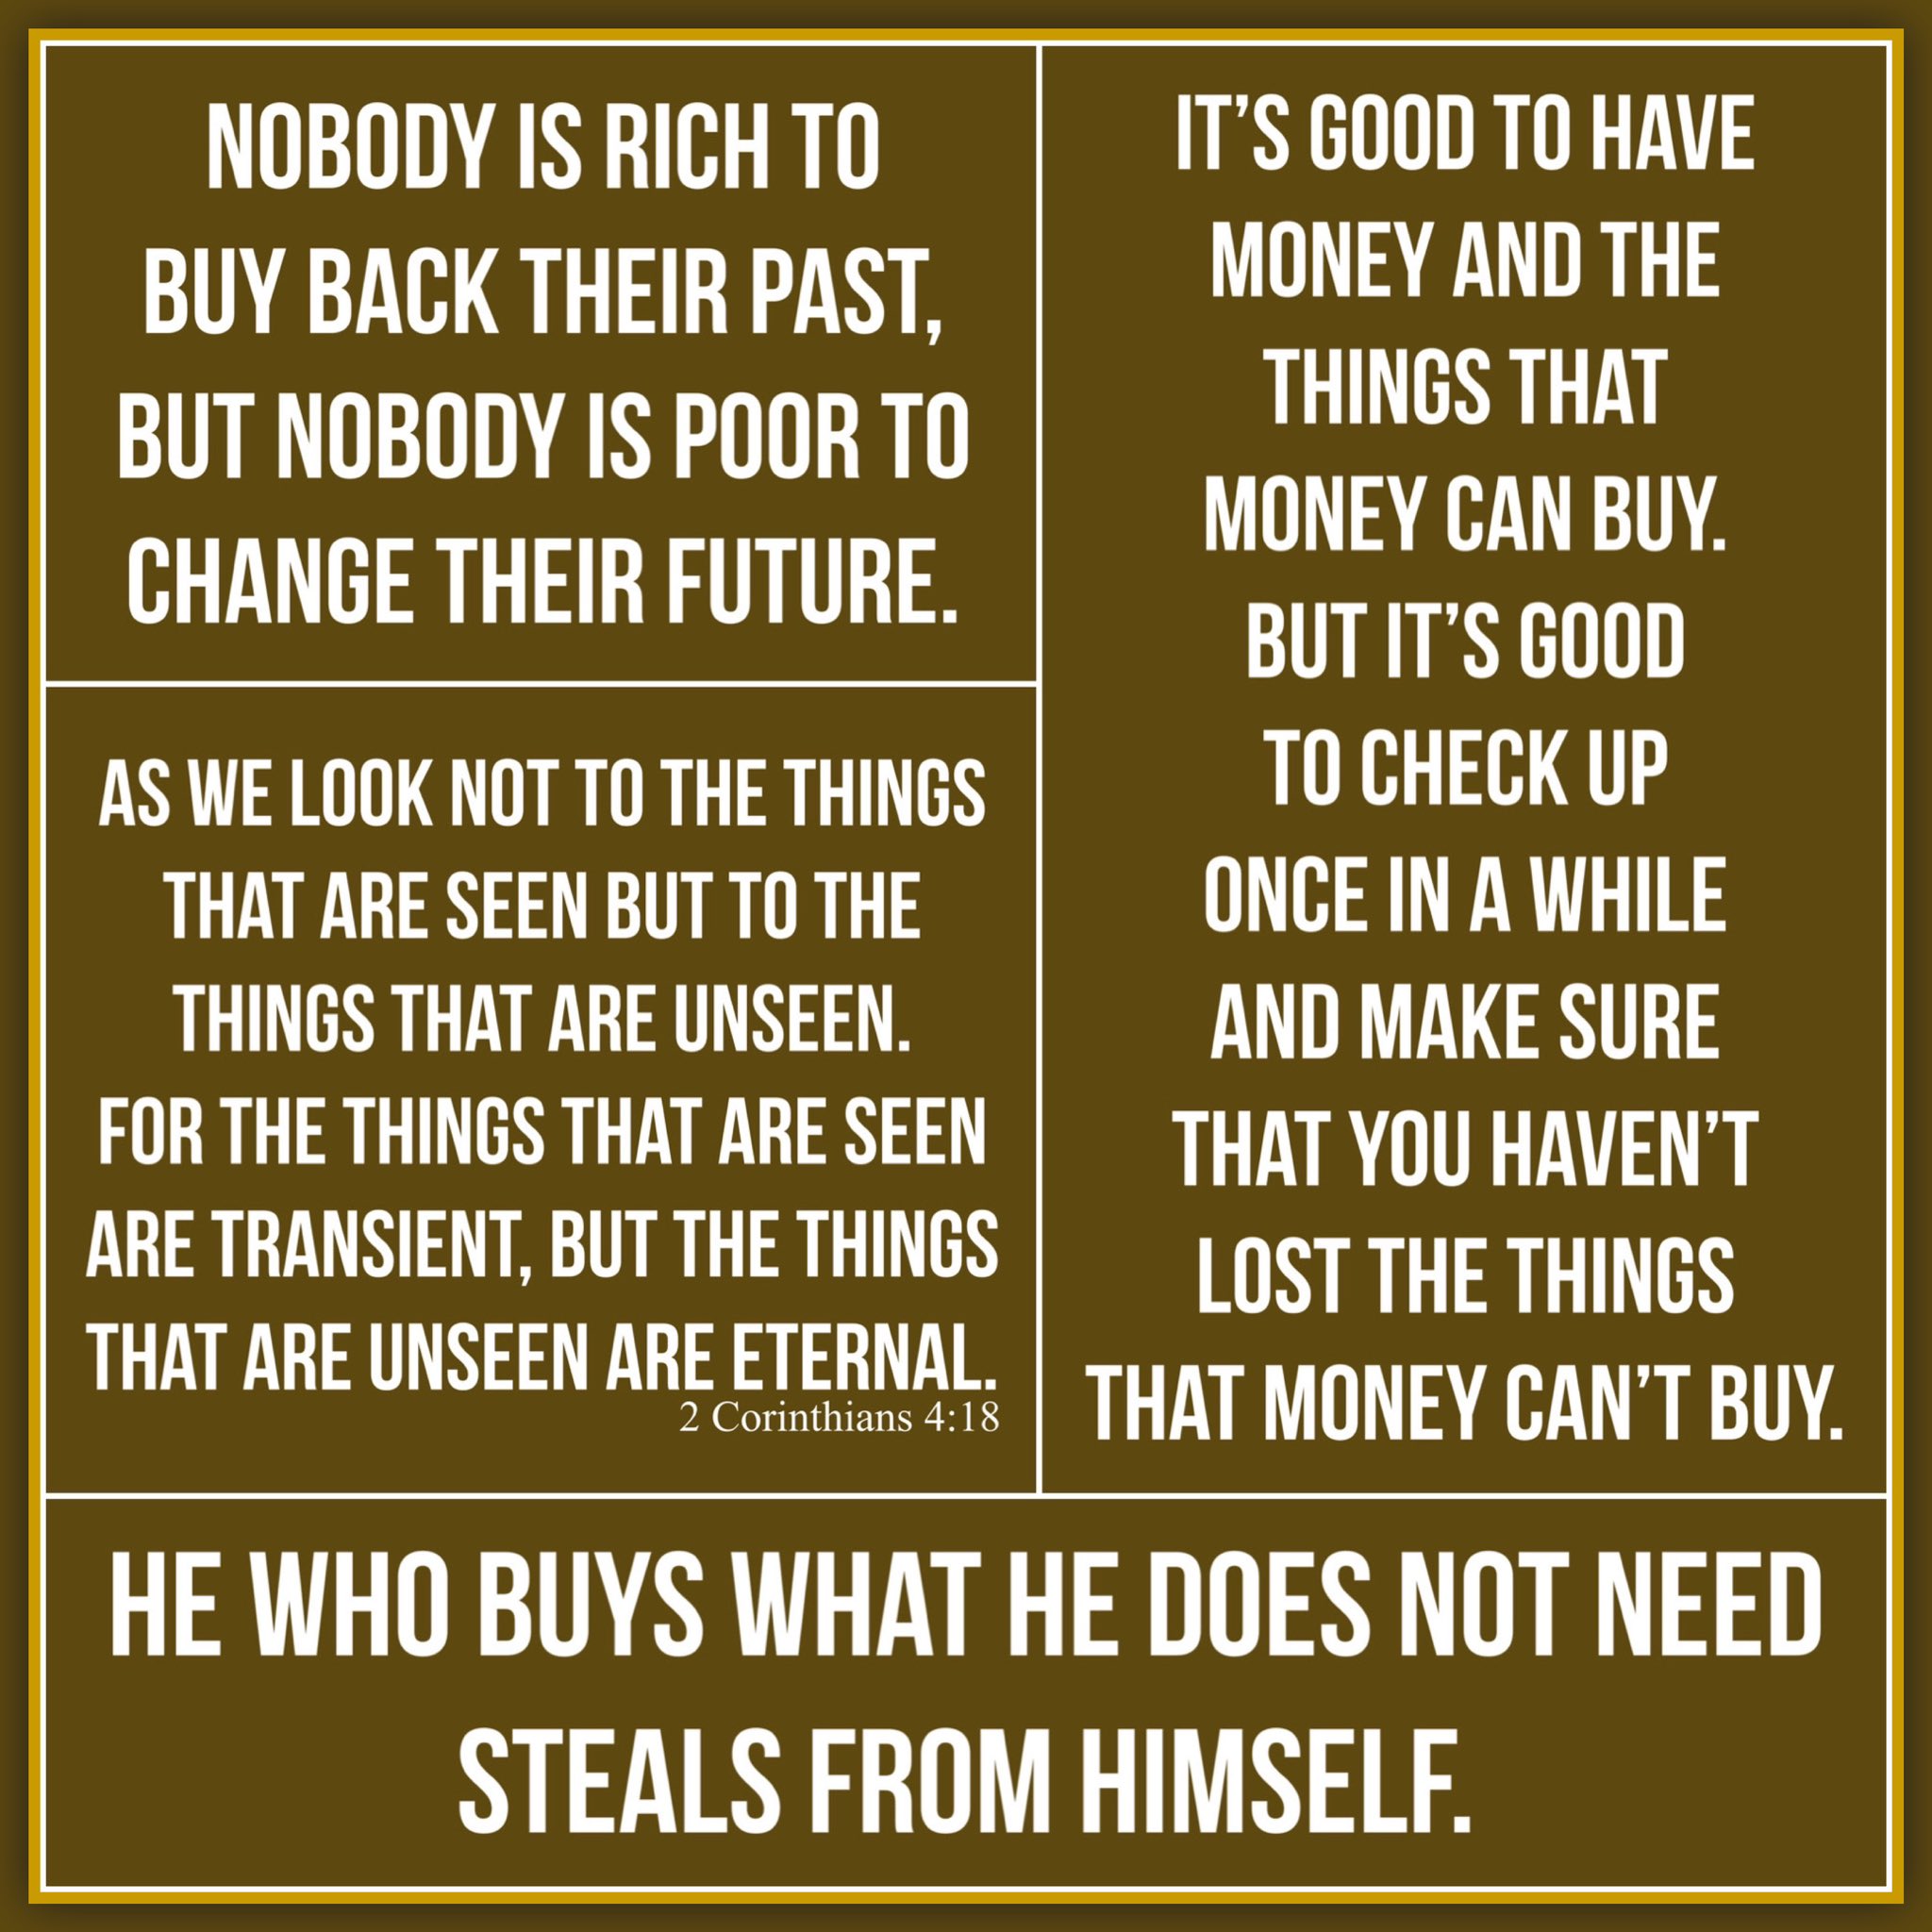 NOBODY IS RICH TO
BUY BACK THEIR PAST,
BUT NOBODY IS POOR TO
CHANGE THEIR FUTURE.
AS WE LOOK NOT TO THE THINGS
THAT ARE SEEN BUT TO THE
THINGS THAT ARE UNSEEN.
FOR THE THINGS THAT ARE SEEN
ARE TRANSIENT, BUT THE THINGS
THAT ARE UNSEEN ARE ETERNAL.
2 Corinthians 4:18
IT’S GOOD TO HAVE
MONEY AND THE
THINGS THAT
MONEY CAN BUY.
BUT IT’S GOOD
TO CHECK UP
ONCE IN A WHILE
AND MAKE SURE
THAT YOU HAVEN’T
LOST THE THINGS
THAT MONEY CAN’T BUY.
HE WHO BUYS WHAT HE DOES NOT NEED
STEALS FROM HIMSELF.